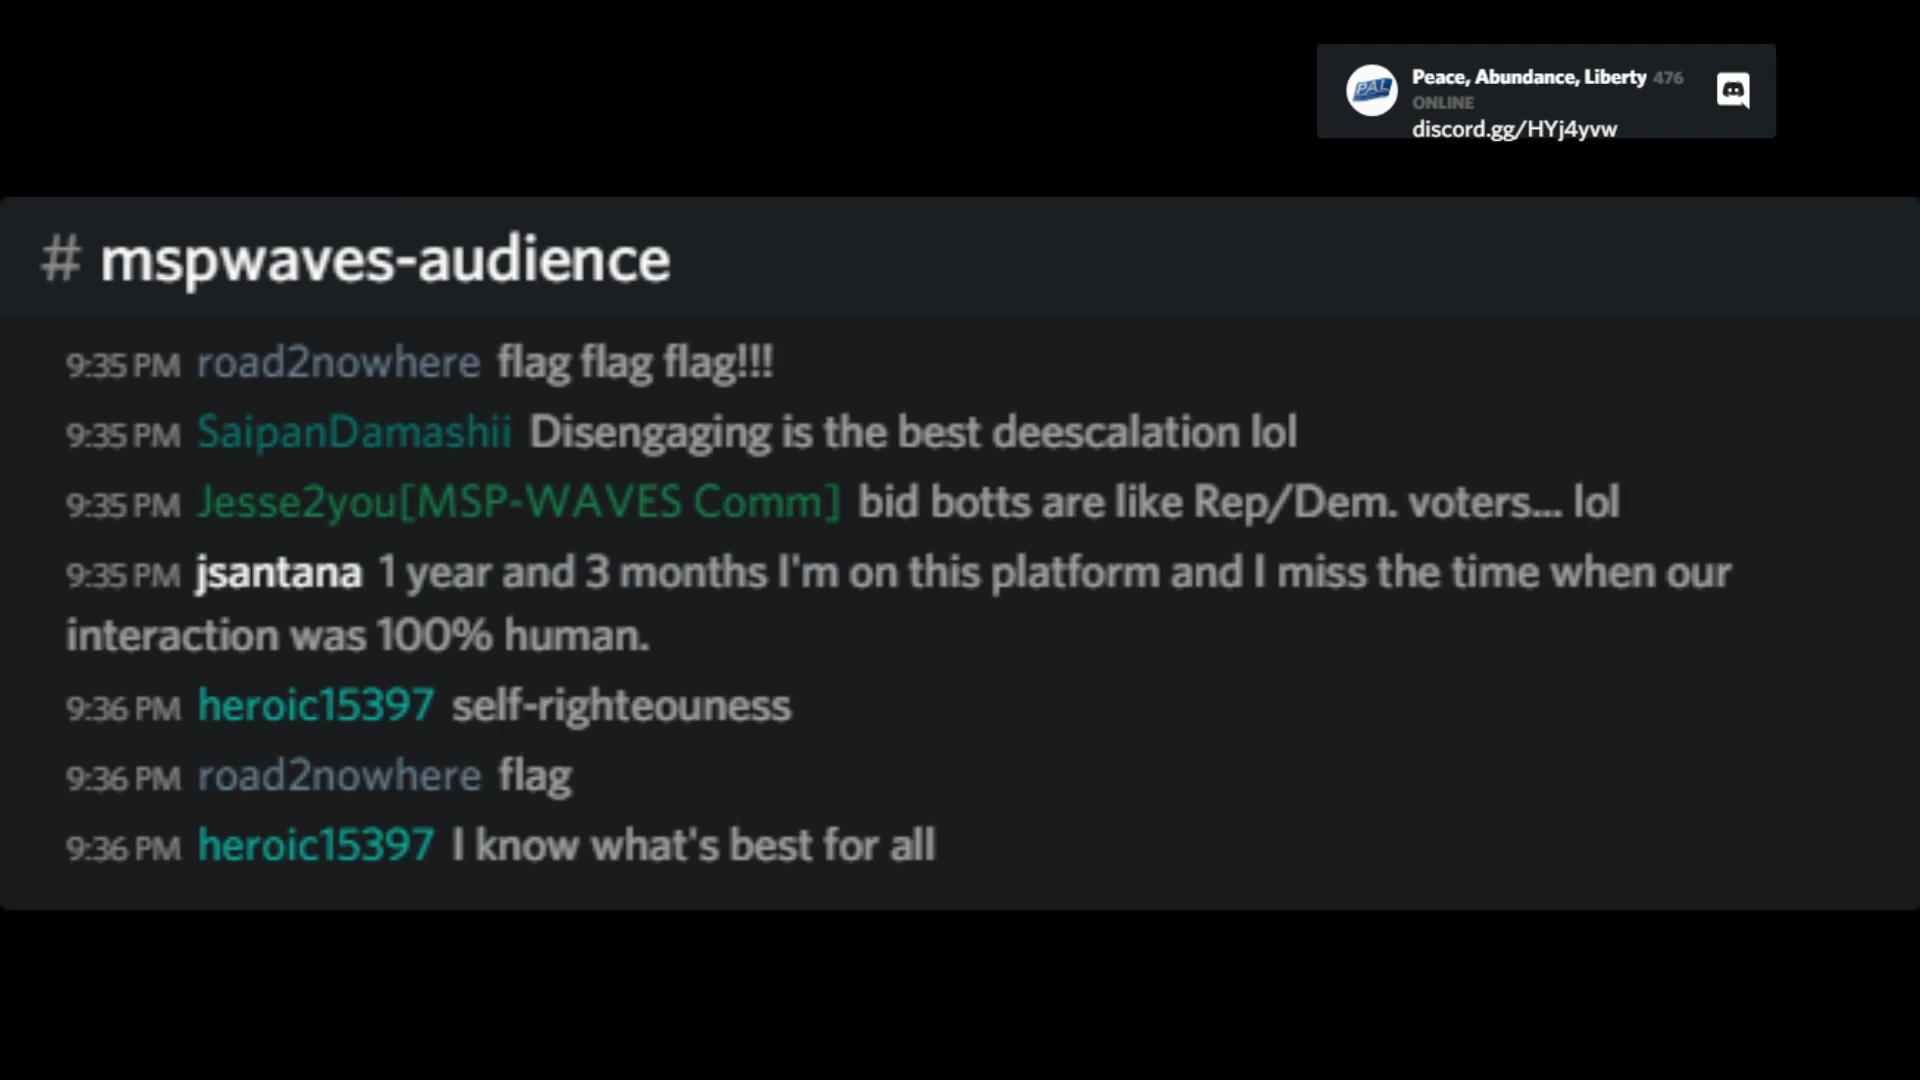 PAL
Peace, Abundance, Liberty 476
ONLINE
discord.gg/HYj4yvw
# mspwaves-audience
9:35 PM road2nowhere flag flag flag!!!
9:35 PM SaipanDamashii Disengaging is the best deescalation lol
9:35 PM Jesse2you[MSP-WAVES Comm] bid botts are like Rep/Dem. voters... lol
9:35 PM jsantana 1 year and 3 months I'm on this platform and I miss the time when our
interaction was 100% human.
9:36 PM heroic15397 self-righteouness
9:36 PM road2nowhere flag
9:36 PM heroic15397 I know what's best for all